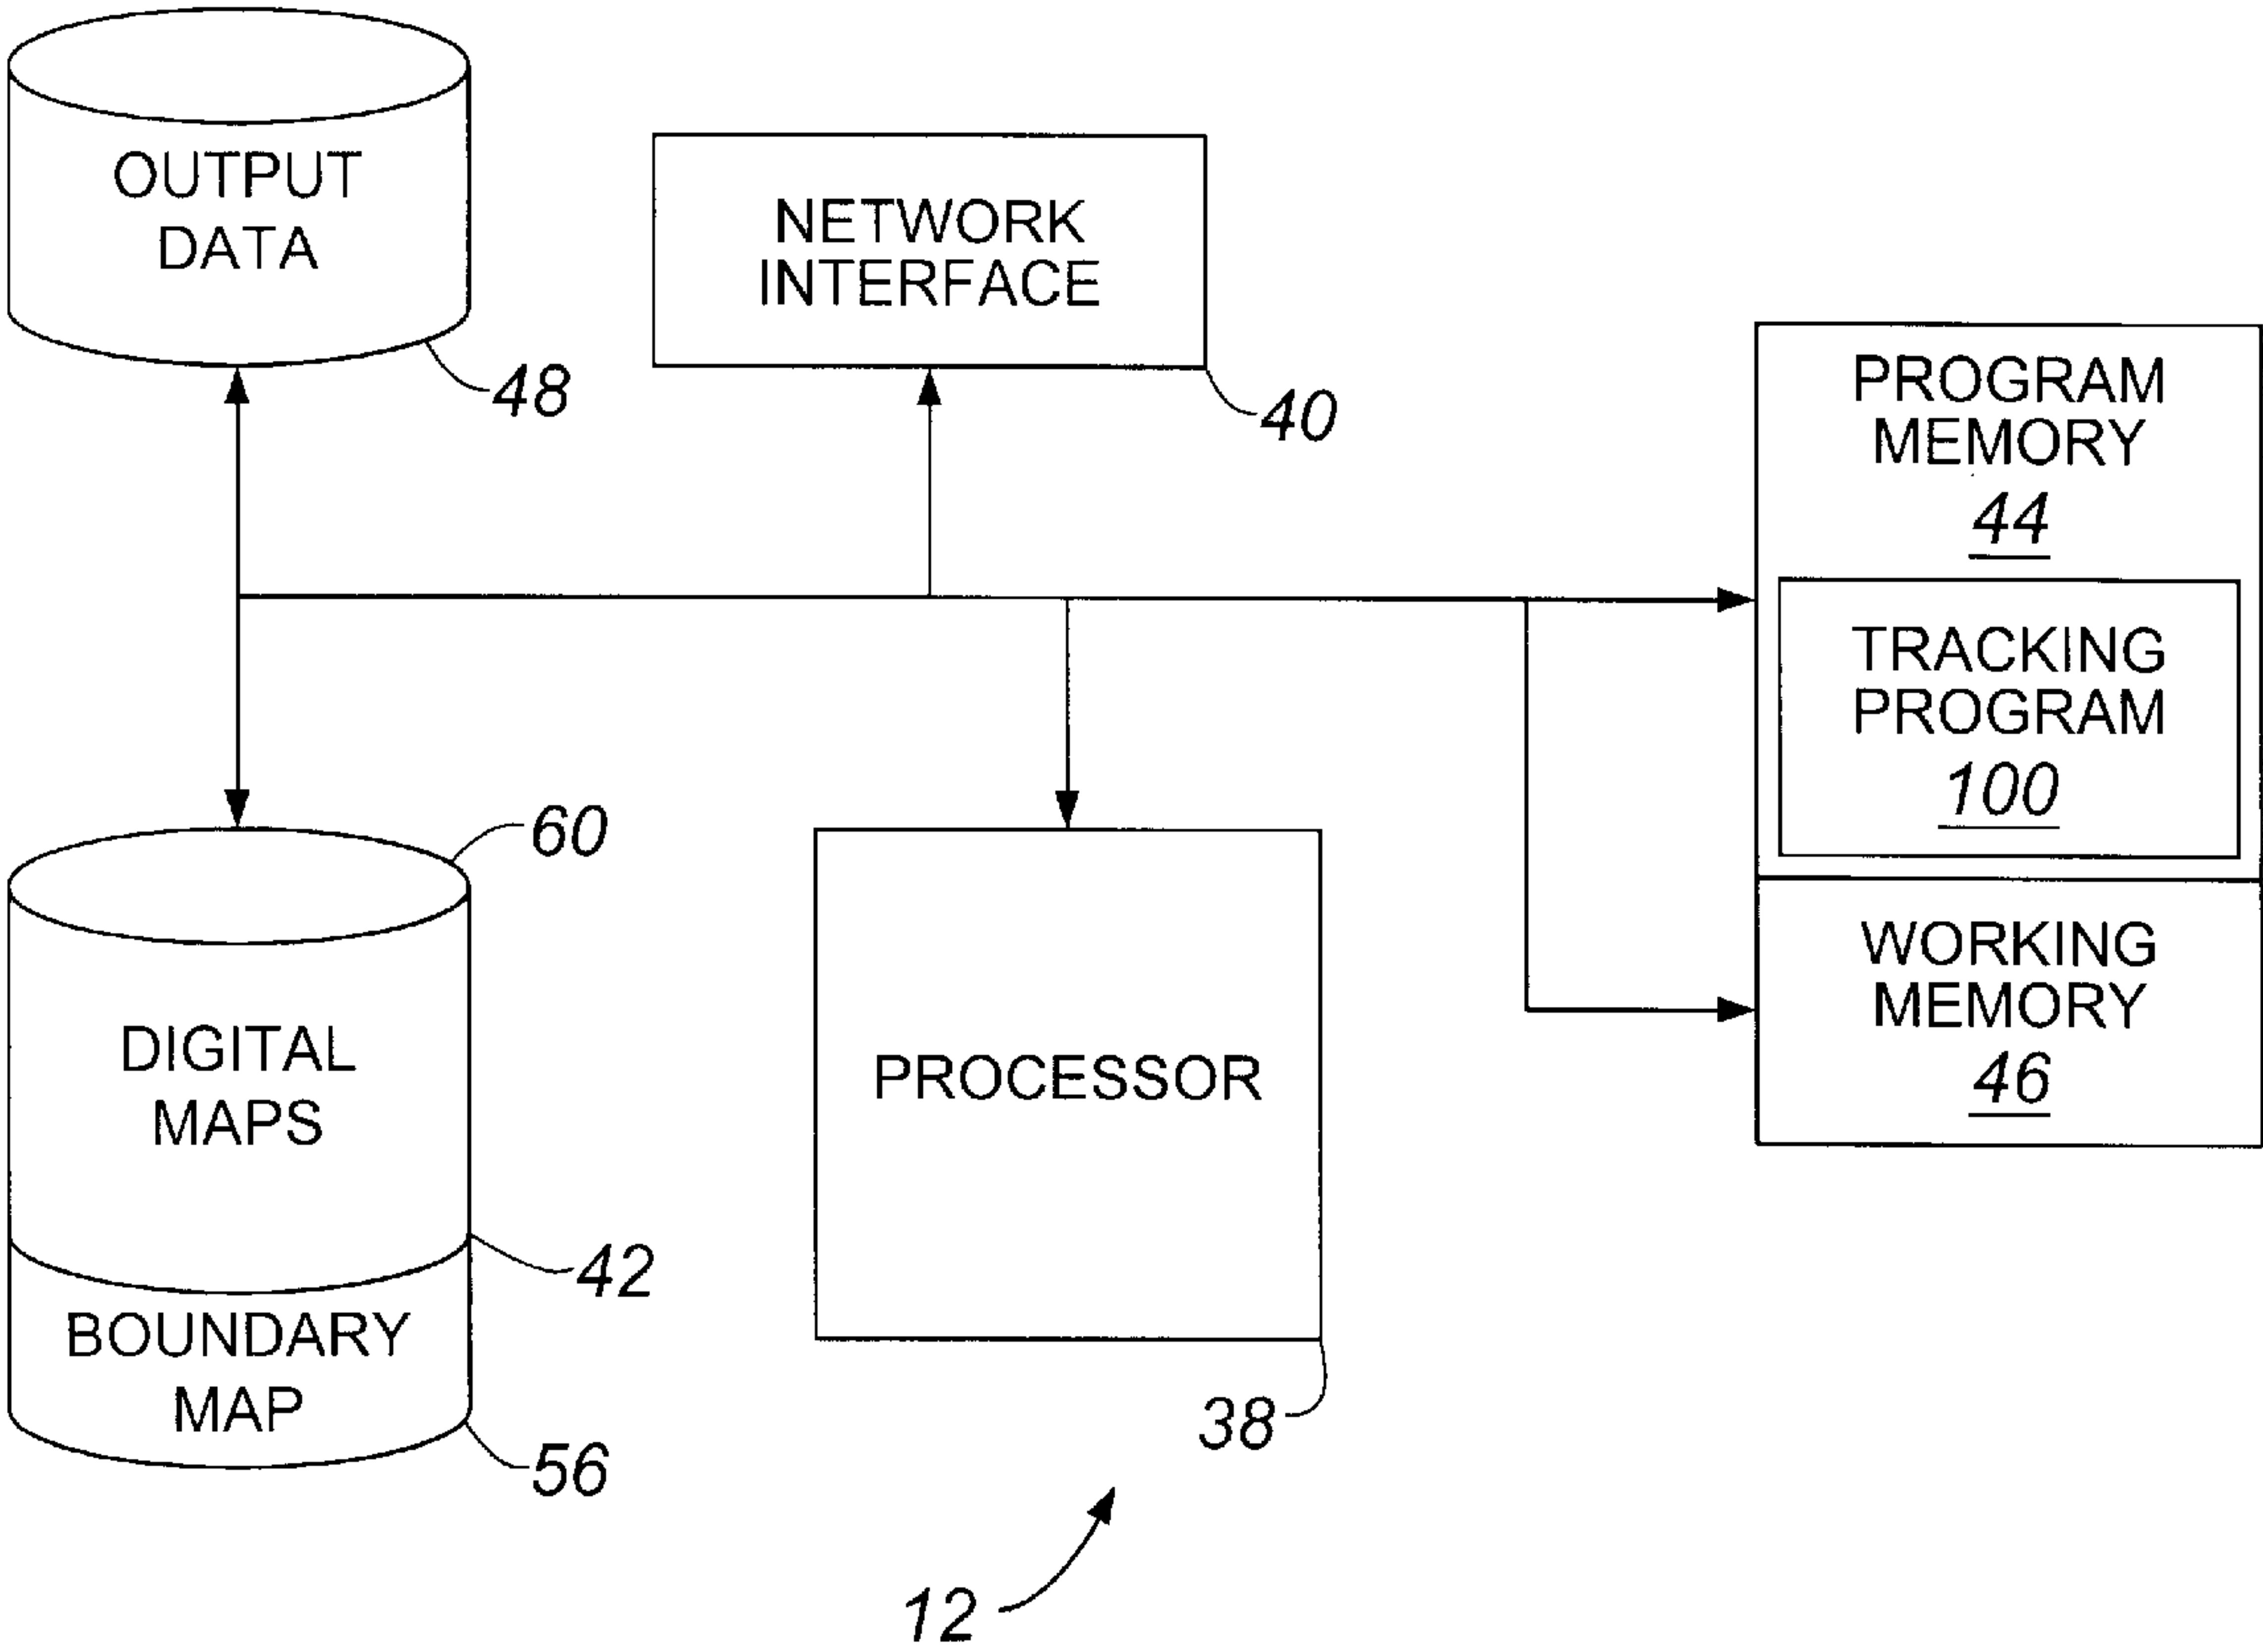 OUTPUT
DATA
48
NETWORK
INTERFACE
40
PROGRAM
MEMORY
44
TRACKING
PROGRAM
100
WORKING
MEMORY
46
60
DIGITAL
MAPS
42
BOUNDARY
MAP
56
PROCESSOR
38
12